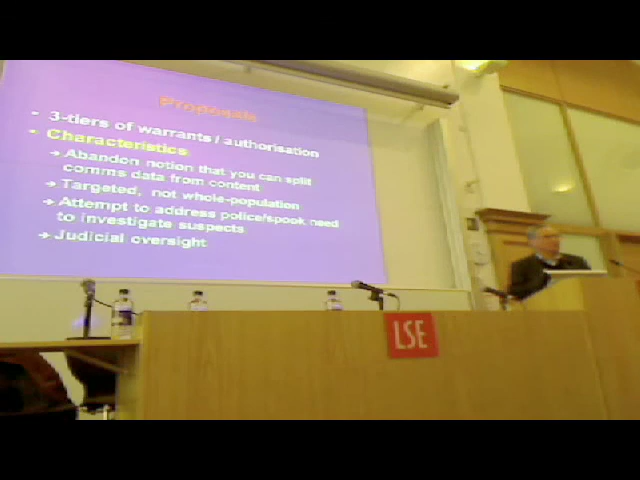 Proposals
• 3-tiers of warrants / authorisation
• Characteristics
→ Abandon notion that you can split
comms data from content
→ Targeted, not whole-population
→ Attempt to address police/spook need
to investigate suspects
→ Judicial oversight
LSE